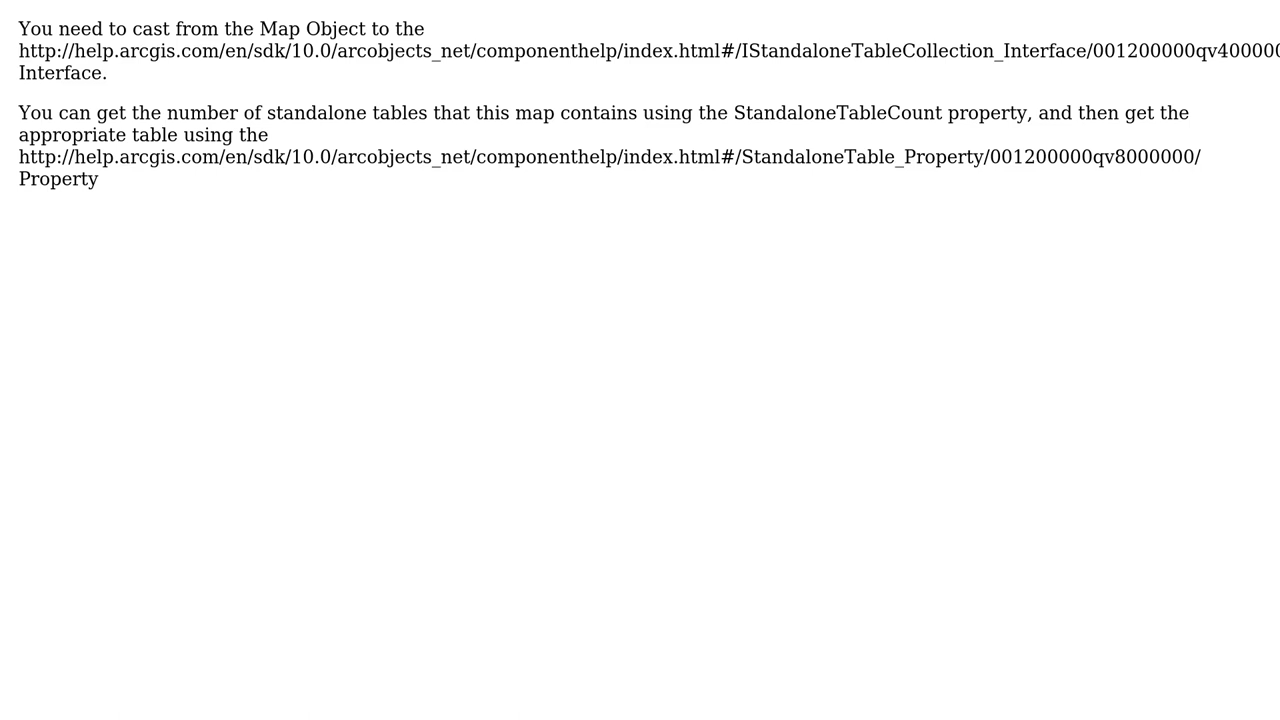 You need to cast from the Map Object to the
http://help.arcgis.com/en/sdk/10.0/arcobjects_net/componenthelp/index.html#/IStandaloneTableCollection_Interface/001200000qv400000
Interface.
You can get the number of standalone tables that this map contains using the StandaloneTableCount property, and then get the
appropriate table using the
http://help.arcgis.com/en/sdk/10.0/arcobjects_net/componenthelp/index.html#/StandaloneTable_Property/001200000qv8000000/
Property